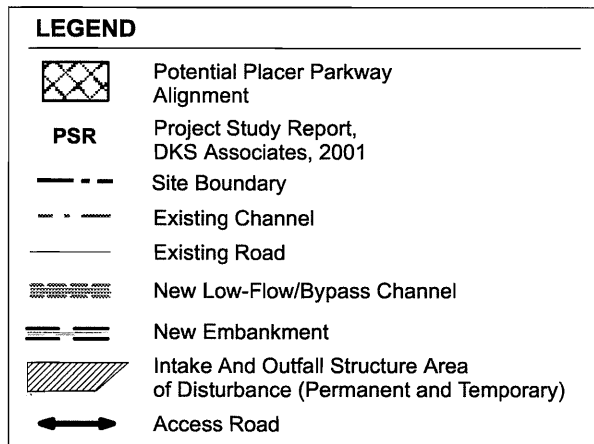 LEGEND
Potential Placer Parkway
Alignment
PSR
Project Study Report,
DKS Associates, 2001
Site Boundary
Existing Channel
Existing Road
New Low-Flow/Bypass Channel
New Embankment
Intake And Outfall Structure Area
of Disturbance (Permanent and Temporary)
Access Road